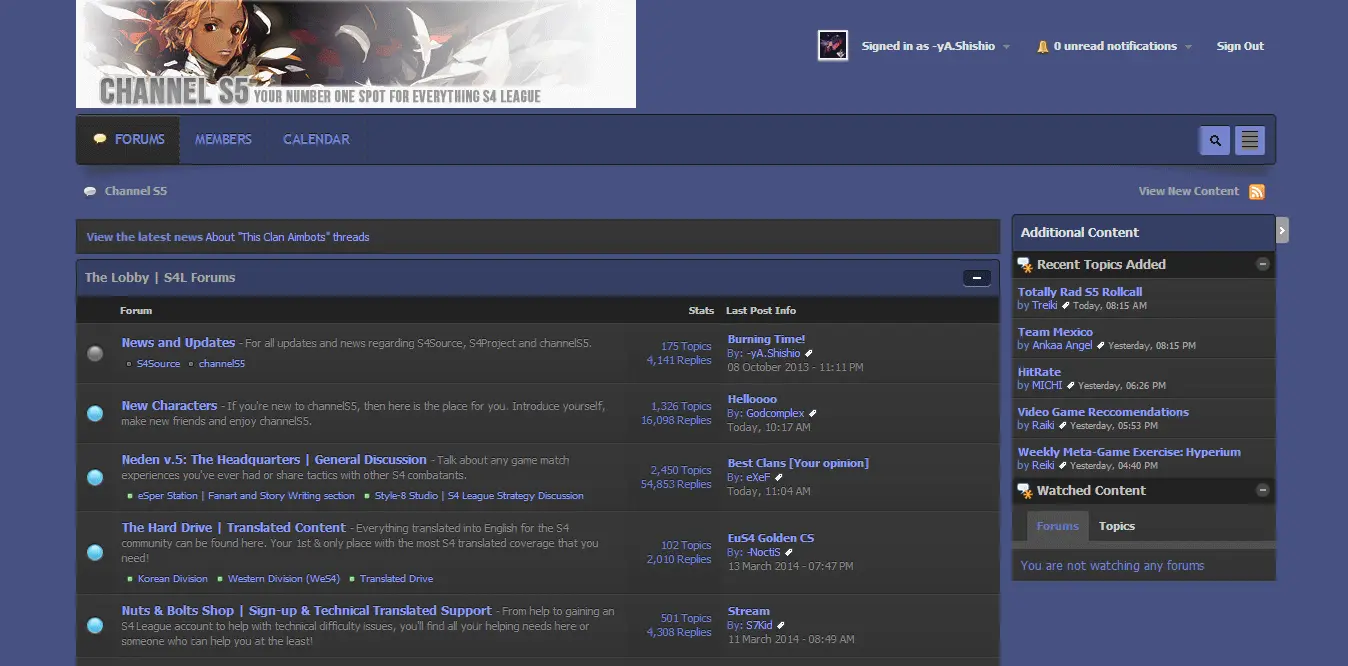 CHANNEL S5 YOUR NUMBER ONE SPOT FOR EVERYTHING S4 LEAGUE
Signed in as -yA.Shishio
0 unread notifications
Sign Out
FORUMS
MEMBERS
CALENDAR
Channel S5
View New Content
View the latest news About "This Clan Aimbots" threads
The Lobby | S4L Forums
Forum
Stats
Last Post Info
News and Updates - For all updates and news regarding S4Source, S4Project and channelS5.
S4Source
channelS5
175 Topics
4,141 Replies
Burning Time!
By: -yA.Shishio
08 October 2013 - 11:11 PM
New Characters - If you're new to channelS5, then here is the place for you. Introduce yourself,
make new friends and enjoy channelS5.
1,326 Topics
16,098 Replies
Helloooo
By: Godcomplex
Today, 10:17 AM
Neden v.5: The Headquarters | General Discussion - Talk about any game match
experiences you've ever had or share tactics with other S4 combatants.
eSper Station | Fanart and Story Writing section
Style-8 Studio | S4 League Strategy Discussion
2,450 Topics
54,853 Replies
Best Clans [Your opinion]
By: eXeF
Today, 11:04 AM
The Hard Drive | Translated Content - Everything translated into English for the S4
community can be found here. Your 1st & only place with the most S4 translated coverage that you
need!
Korean Division
Western Division (WeS4)
Translated Drive
102 Topics
2,010 Replies
EuS4 Golden CS
By: -NoctiS
13 March 2014 - 07:47 PM
Nuts & Bolts Shop | Sign-up & Technical Translated Support - From help to gaining an
S4 League account to help with technical difficulty issues, you'll find all your helping needs here or
someone who can help you at the least!
501 Topics
4,308 Replies
Stream
By: S7Kid
11 March 2014 - 08:49 AM
Additional Content
Recent Topics Added
Totally Rad S5 Rollcall
by Treiki Today, 08:15 AM
Team Mexico
by Ankaa Angel Yesterday, 08:15 PM
HitRate
by MICHI Yesterday, 06:26 PM
Video Game Reccomendations
by Raiki Yesterday, 05:53 PM
Weekly Meta-Game Exercise: Hyperium
by Reiki Yesterday, 04:40 PM
Watched Content
Forums
Topics
You are not watching any forums